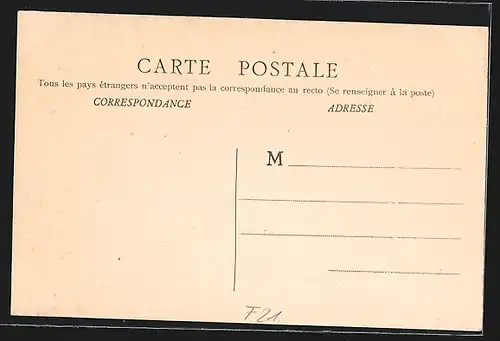 CARTE POSTALE
Tous les pays étrangers n'acceptent pas la correspondance au recto (Se renseigner à la poste)
CORRESPONDANCE ADRESSE
M
F21